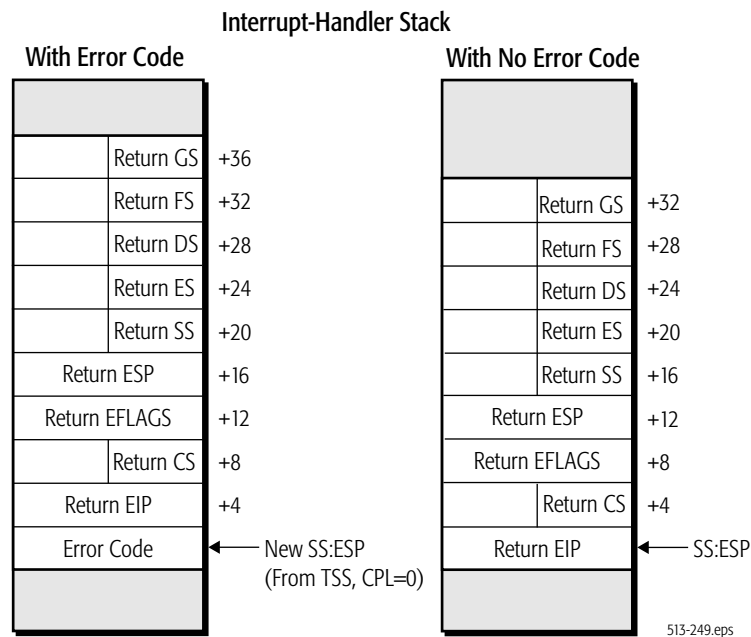 Interrupt-Handler Stack
With Error Code
Return GS +36
Return FS +32
Return DS +28
Return ES +24
Return SS +20
Return ESP +16
Return EFLAGS +12
Return CS +8
Return EIP +4
Error Code
New SS:ESP
(From TSS, CPL=0)
With No Error Code
Return GS +32
Return FS +28
Return DS +24
Return ES +20
Return SS +16
Return ESP +12
Return EFLAGS +8
Return CS +4
Return EIP
SS:ESP
513-249.eps